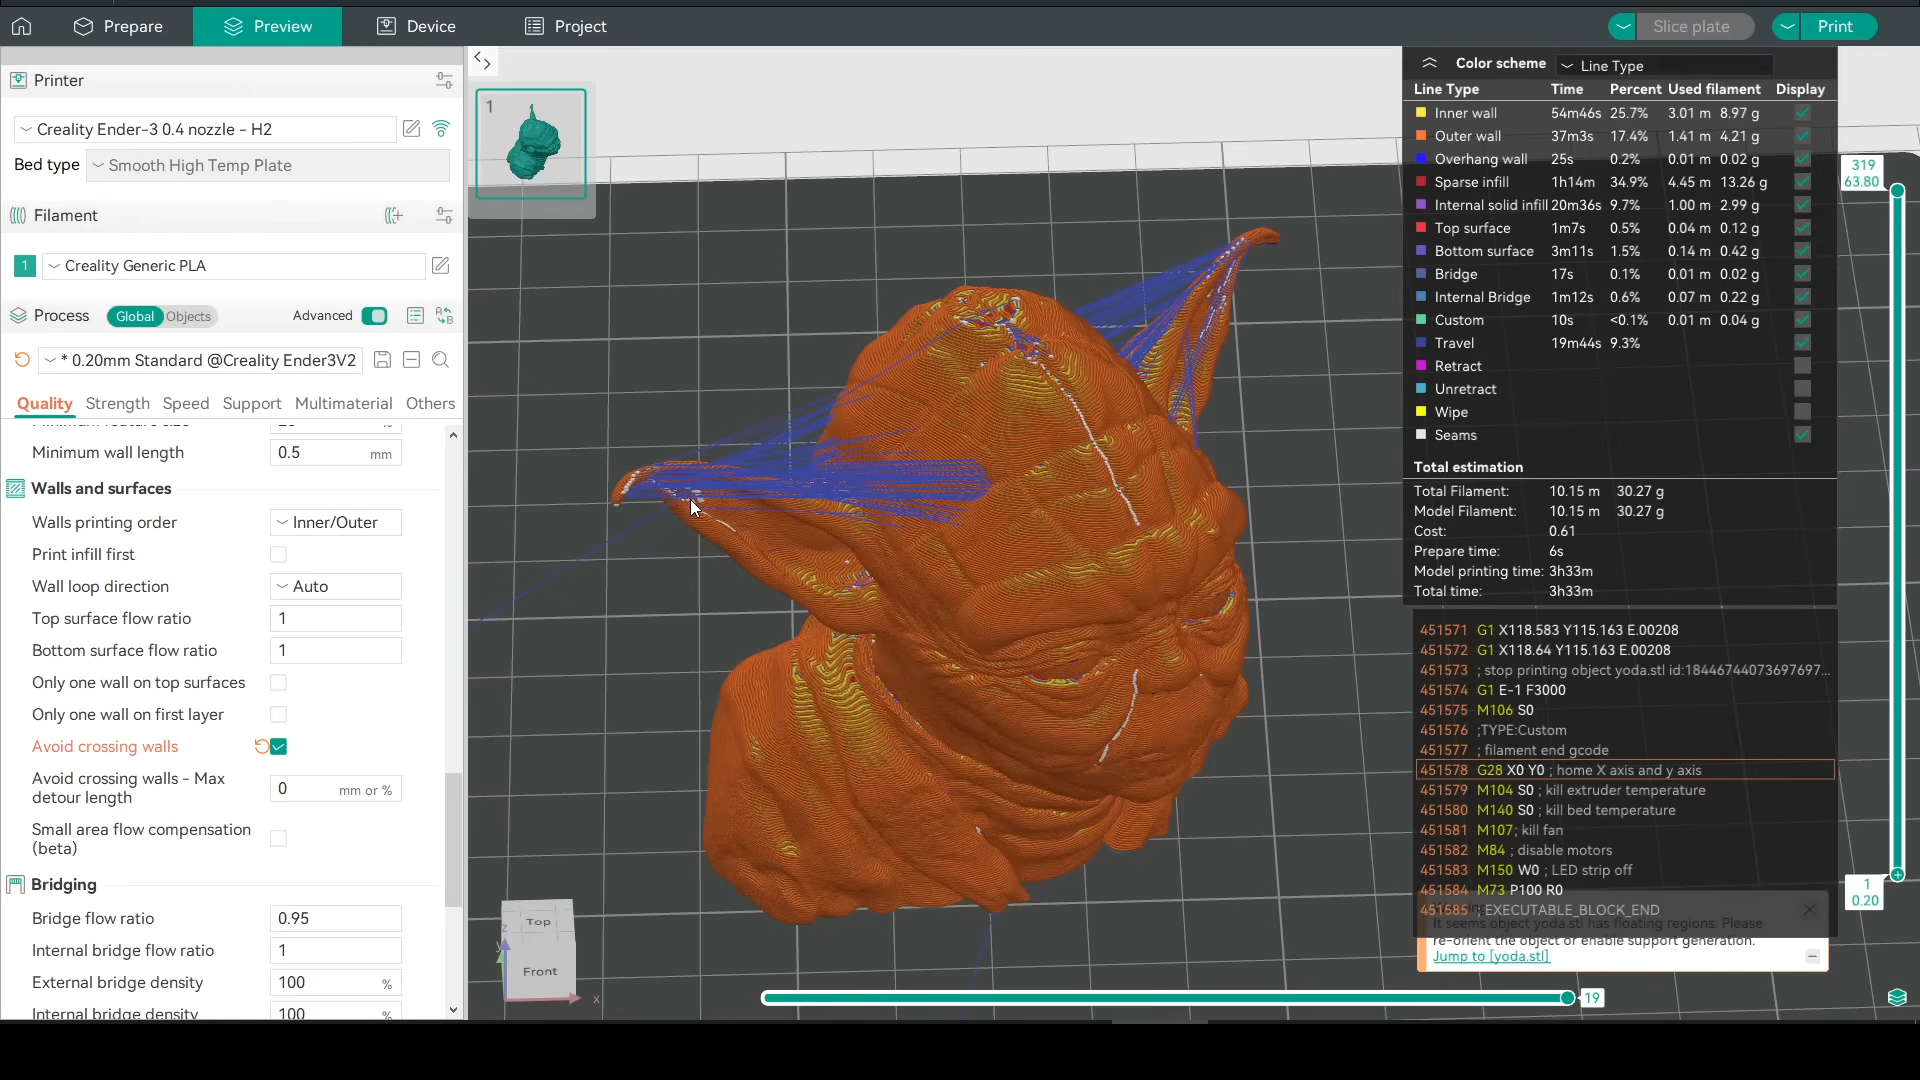 Prepare
Preview
Device
Project
Slice plate
Print
Printer
Creality Ender-3 0.4 nozzle - H2
Bed type
Smooth High Temp Plate
Filament
1
Creality Generic PLA
Process
Global
Objects
Advanced
* 0.20mm Standard @Creality Ender3V2
Quality
Strength
Speed
Support
Multimaterial
Others
Minimum wall length
0.5 mm
Walls and surfaces
Walls printing order
Inner/Outer
Print infill first
Wall loop direction
Auto
Top surface flow ratio
1
Bottom surface flow ratio
1
Only one wall on top surfaces
Only one wall on first layer
Avoid crossing walls
Avoid crossing walls - Max
detour length
0 mm or %
Small area flow compensation
(beta)
Bridging
Bridge flow ratio
0.95
Internal bridge flow ratio
1
External bridge density
100 %
Internal bridge density
100 %
1
Top
Front
z
x
19
Color scheme
Line Type
Line Type Time Percent Used filament Display
Inner wall 54m46s 25.7% 3.01 m 8.97 g
Outer wall 37m3s 17.4% 1.41 m 4.21 g
Overhang wall 25s 0.2% 0.01 m 0.02 g
Sparse infill 1h14m 34.9% 4.45 m 13.26 g
Internal solid infill 20m36s 9.7% 1.00 m 2.99 g
Top surface 1m7s 0.5% 0.04 m 0.12 g
Bottom surface 3m11s 1.5% 0.14 m 0.42 g
Bridge 17s 0.1% 0.01 m 0.02 g
Internal Bridge 1m12s 0.6% 0.07 m 0.22 g
Custom 10s <0.1% 0.01 m 0.04 g
Travel 19m44s 9.3%
Retract
Unretract
Wipe
Seams
Total estimation
Total Filament: 10.15 m 30.27 g
Model Filament: 10.15 m 30.27 g
Cost: 0.61
Prepare time: 6s
Model printing time: 3h33m
Total time: 3h33m
451571 G1 X118.583 Y115.163 E.00208
451572 G1 X118.64 Y115.163 E.00208
451573 ; stop printing object yoda.stl id:18446744073697697...
451574 G1 E-1 F3000
451575 M106 S0
451576 ;TYPE:Custom
451577 ; filament end gcode
451578 G28 X0 Y0 ; home X axis and y axis
451579 M104 S0 ; kill extruder temperature
451580 M140 S0 ; kill bed temperature
451581 M107; kill fan
451582 M84 ; disable motors
451583 M150 W0 ; LED strip off
451584 M73 P100 R0
451585 ; EXECUTABLE_BLOCK_END
It seems object yoda.stl has floating regions. Please
re-orient the object or enable support generation.
Jump to [yoda.stl]
319
63.80
1
0.20